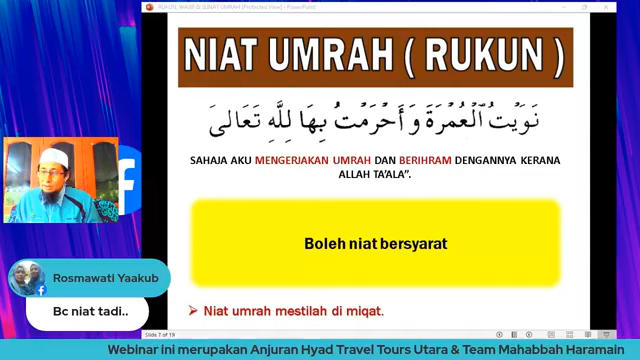 RUKUN, WAJIB & SUNAT UMRAH [Protected View] - PowerPoint
NIAT UMRAH ( RUKUN )
نَوَيْتُ الْعُمْرَةَ وَ أَحْرَمْتُ بِهَا لِلَّهِ تَعَالَىٰ
SAHAJA AKU MENGERJAKAN UMRAH DAN BERIHRAM DENGANNYA KERANA
ALLAH TA’ALA”.
Boleh niat bersyarat
Niat umrah mestilah di miqat.
Rosmawati Yaakub
Bc niat tadi..
Slide 7 of 19
Webinar ini merupakan Anjuran Hyad Travel Tours Utara & Team Mahabbah Haramain